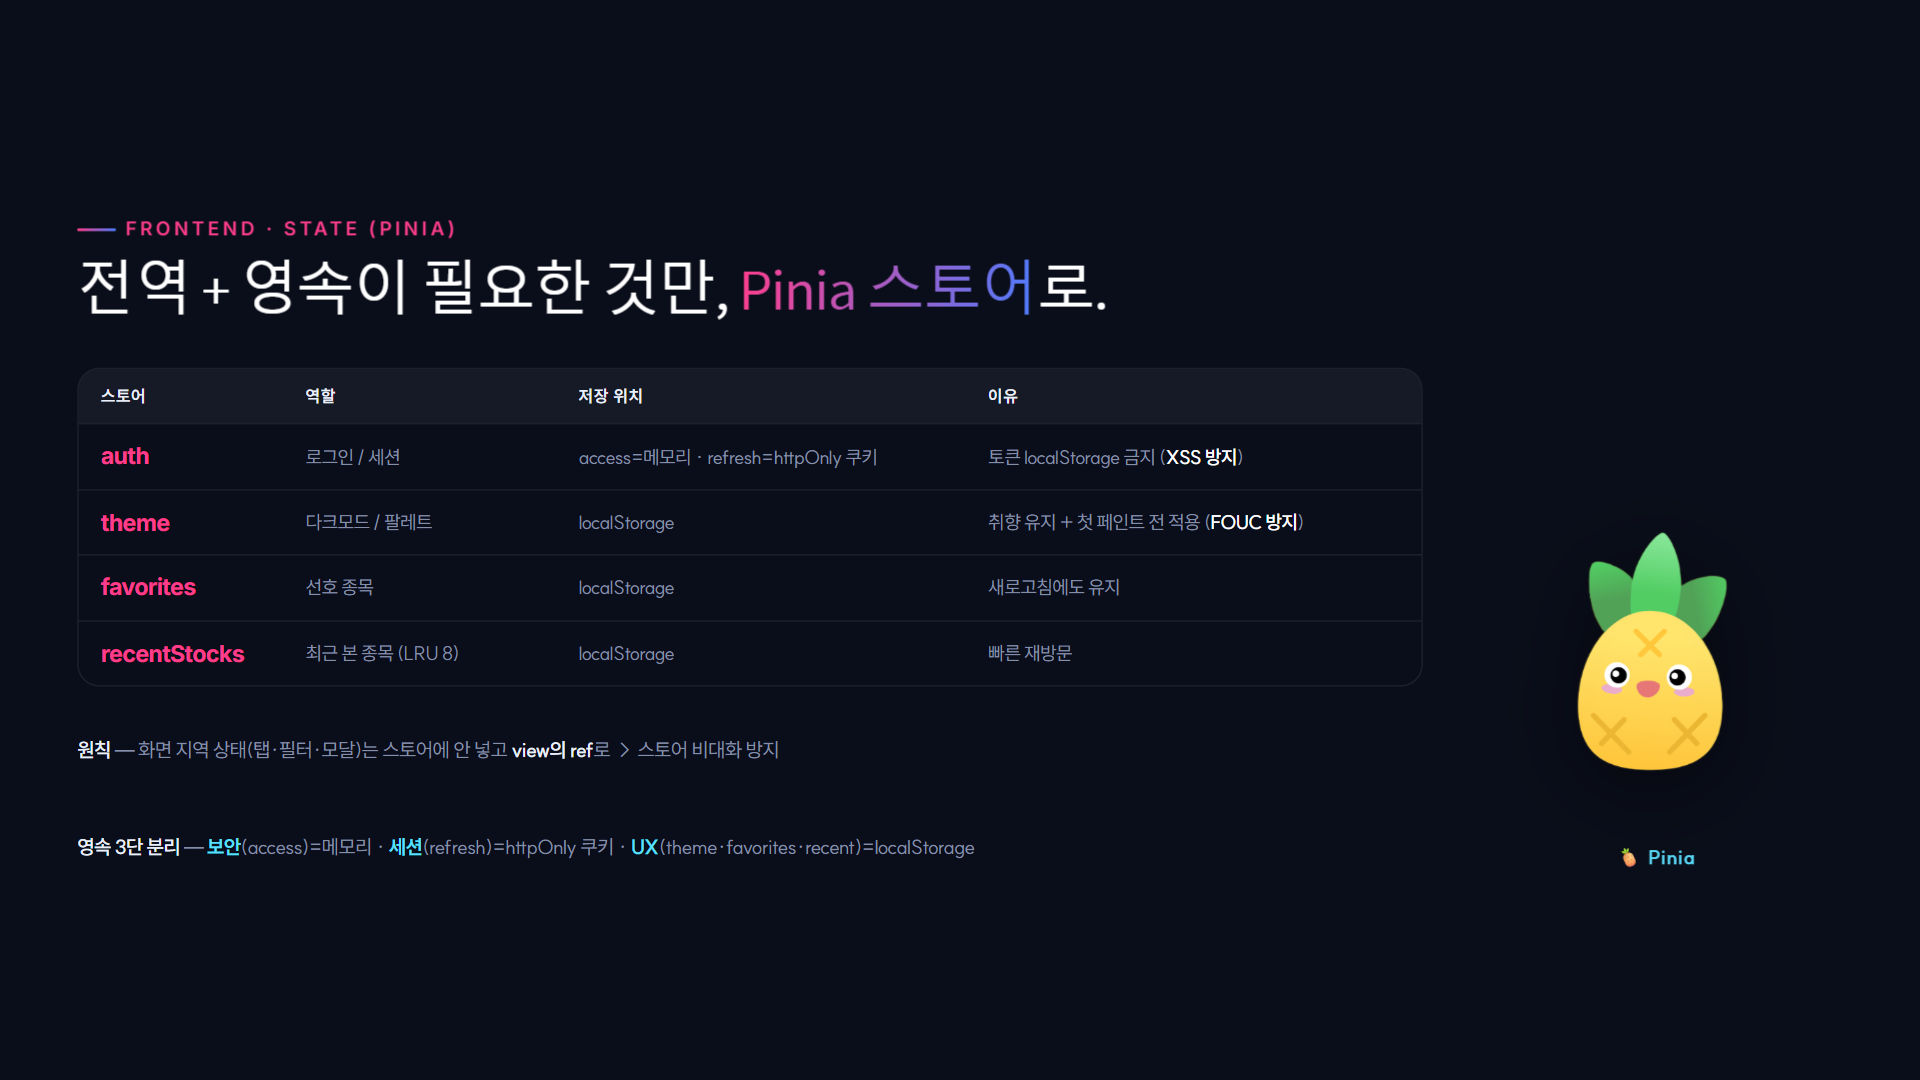 FRONTEND · STATE (PINIA)
전역 + 영속이 필요한 것만, Pinia 스토어로.
스토어 역할 저장 위치 이유
auth 로그인 / 세션 access=메모리 · refresh=httpOnly 쿠키 토큰 localStorage 금지 (XSS 방지)
theme 다크모드 / 팔레트 localStorage 취향 유지 + 첫 페인트 전 적용 (FOUC 방지)
favorites 선호 종목 localStorage 새로고침에도 유지
recentStocks 최근 본 종목 (LRU 8) localStorage 빠른 재방문
원칙 — 화면 지역 상태(탭·필터·모달)는 스토어에 안 넣고 view의 ref로 > 스토어 비대화 방지
영속 3단 분리 — 보안(access)=메모리 · 세션(refresh)=httpOnly 쿠키 · UX(theme·favorites·recent)=localStorage
🍍 Pinia